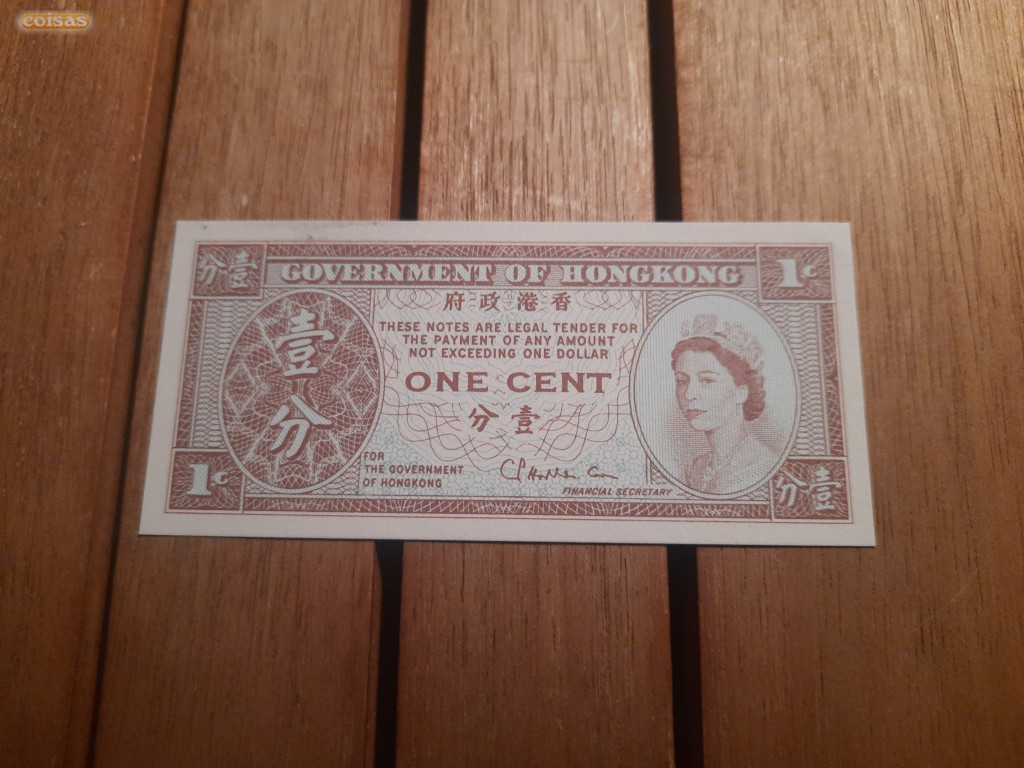 coisas
分壹
GOVERNMENT OF HONGKONG
1c
府政港香
THESE NOTES ARE LEGAL TENDER FOR
THE PAYMENT OF ANY AMOUNT
NOT EXCEEDING ONE DOLLAR
壹
分
ONE CENT
分壹
FOR
THE GOVERNMENT
OF HONGKONG
FINANCIAL SECRETARY
1c
分壹